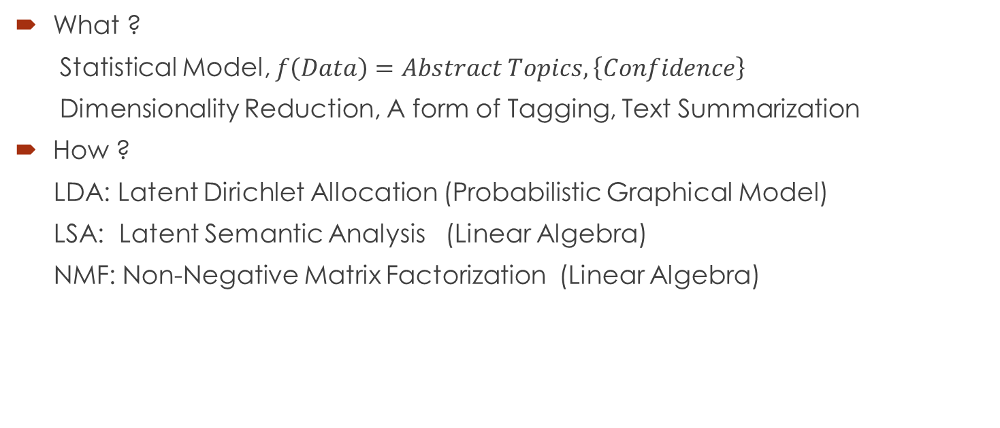 What ?
Statistical Model, f(Data) = Abstract Topics, {Confidence}
Dimensionality Reduction, A form of Tagging, Text Summarization
How ?
LDA: Latent Dirichlet Allocation (Probabilistic Graphical Model)
LSA: Latent Semantic Analysis (Linear Algebra)
NMF: Non-Negative Matrix Factorization (Linear Algebra)